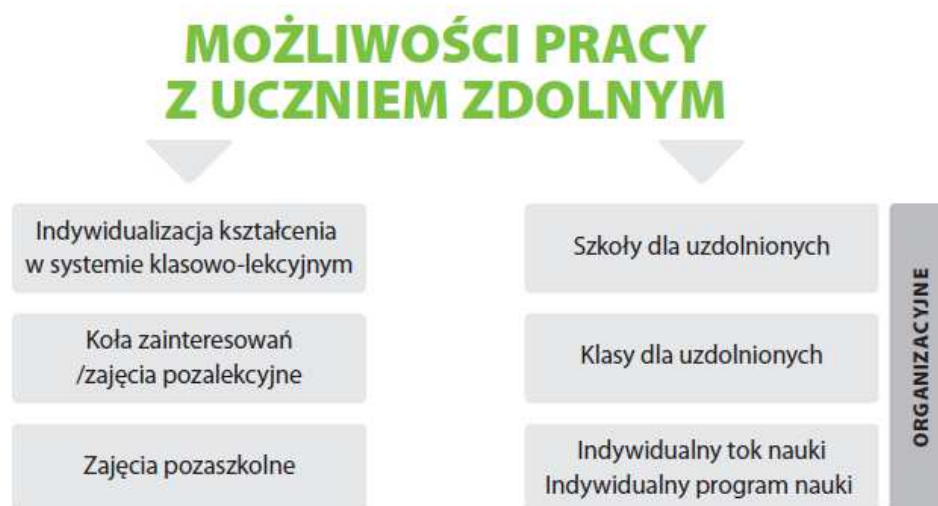 MOŻLIWOŚCI PRACY
Z UCZNIEM ZDOLNYM
Indywidualizacja kształcenia
w systemie klasowo-lekcyjnym
Koła zainteresowań
/zajęcia pozalekcyjne
Zajęcia pozaszkolne
Szkoły dla uzdolnionych
Klasy dla uzdolnionych
Indywidualny tok nauki
Indywidualny program nauki
ORGANIZACYJNE